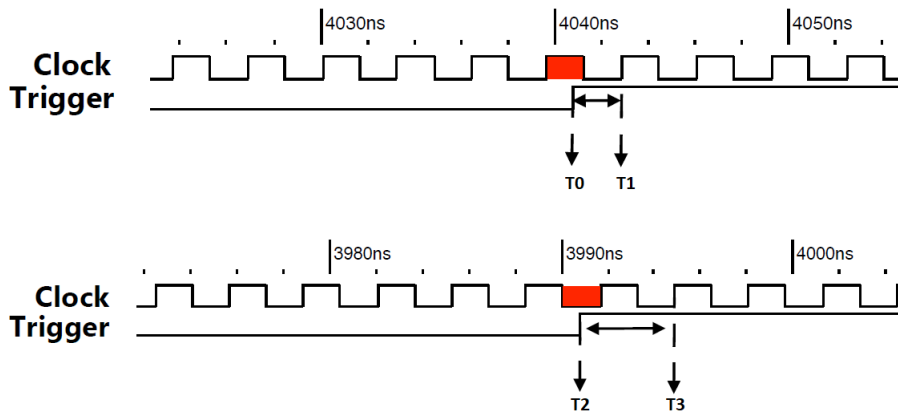 4030ns 4040ns 4050ns
Clock
Trigger
T0 T1
3980ns 3990ns 4000ns
Clock
Trigger
T2 T3